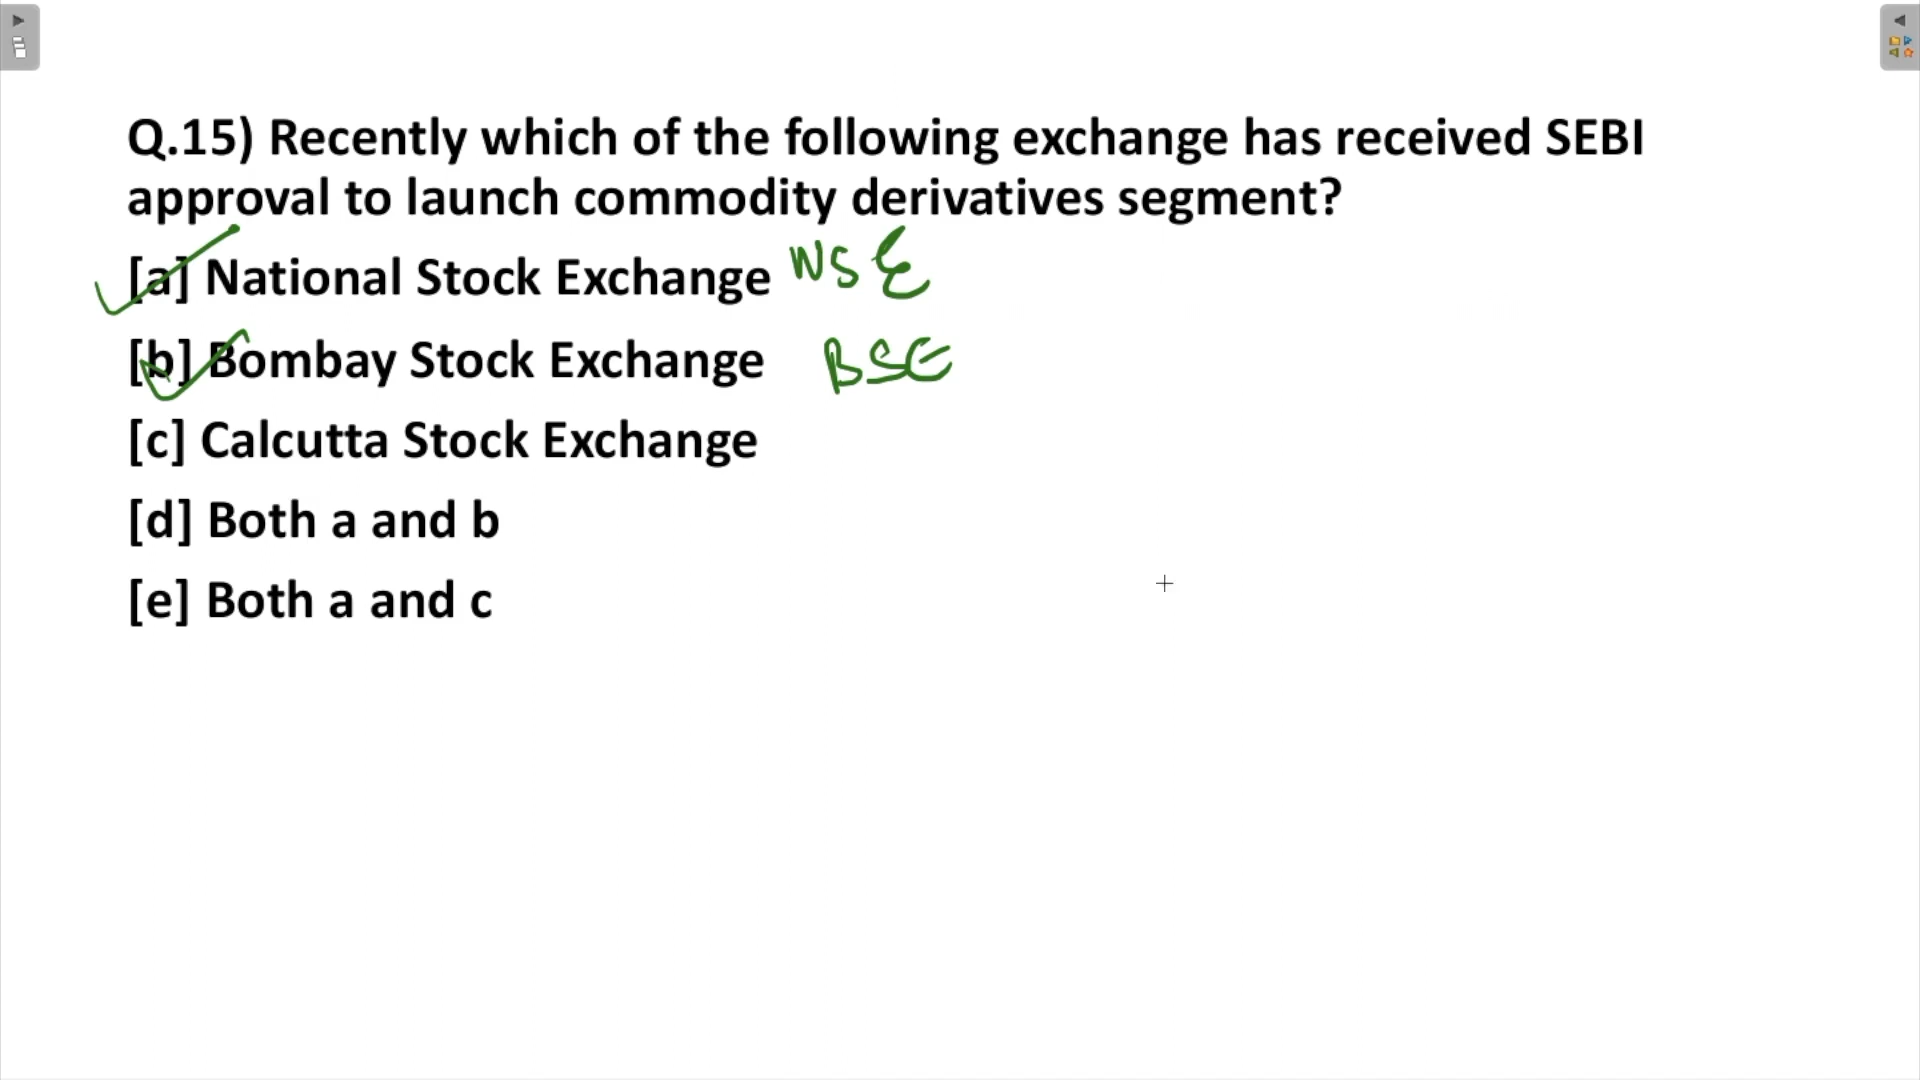 Q.15) Recently which of the following exchange has received SEBI
approval to launch commodity derivatives segment?
[a] National Stock Exchange NSE
[b] Bombay Stock Exchange BSE
[c] Calcutta Stock Exchange
[d] Both a and b
[e] Both a and c